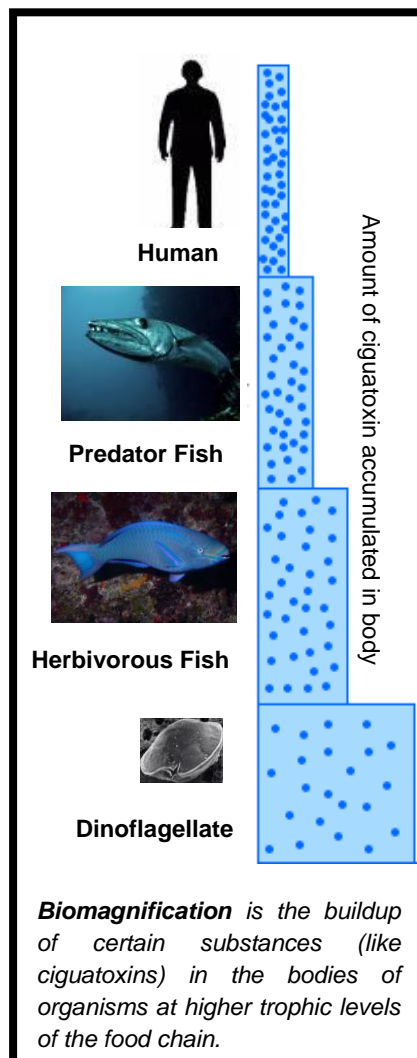 Human
Predator Fish
Herbivorous Fish
Dinoflagellate
Amount of ciguatoxin accumulated in body
Biomagnification is the buildup
of certain substances (like
ciguatoxins) in the bodies of
organisms at higher trophic levels
of the food chain.